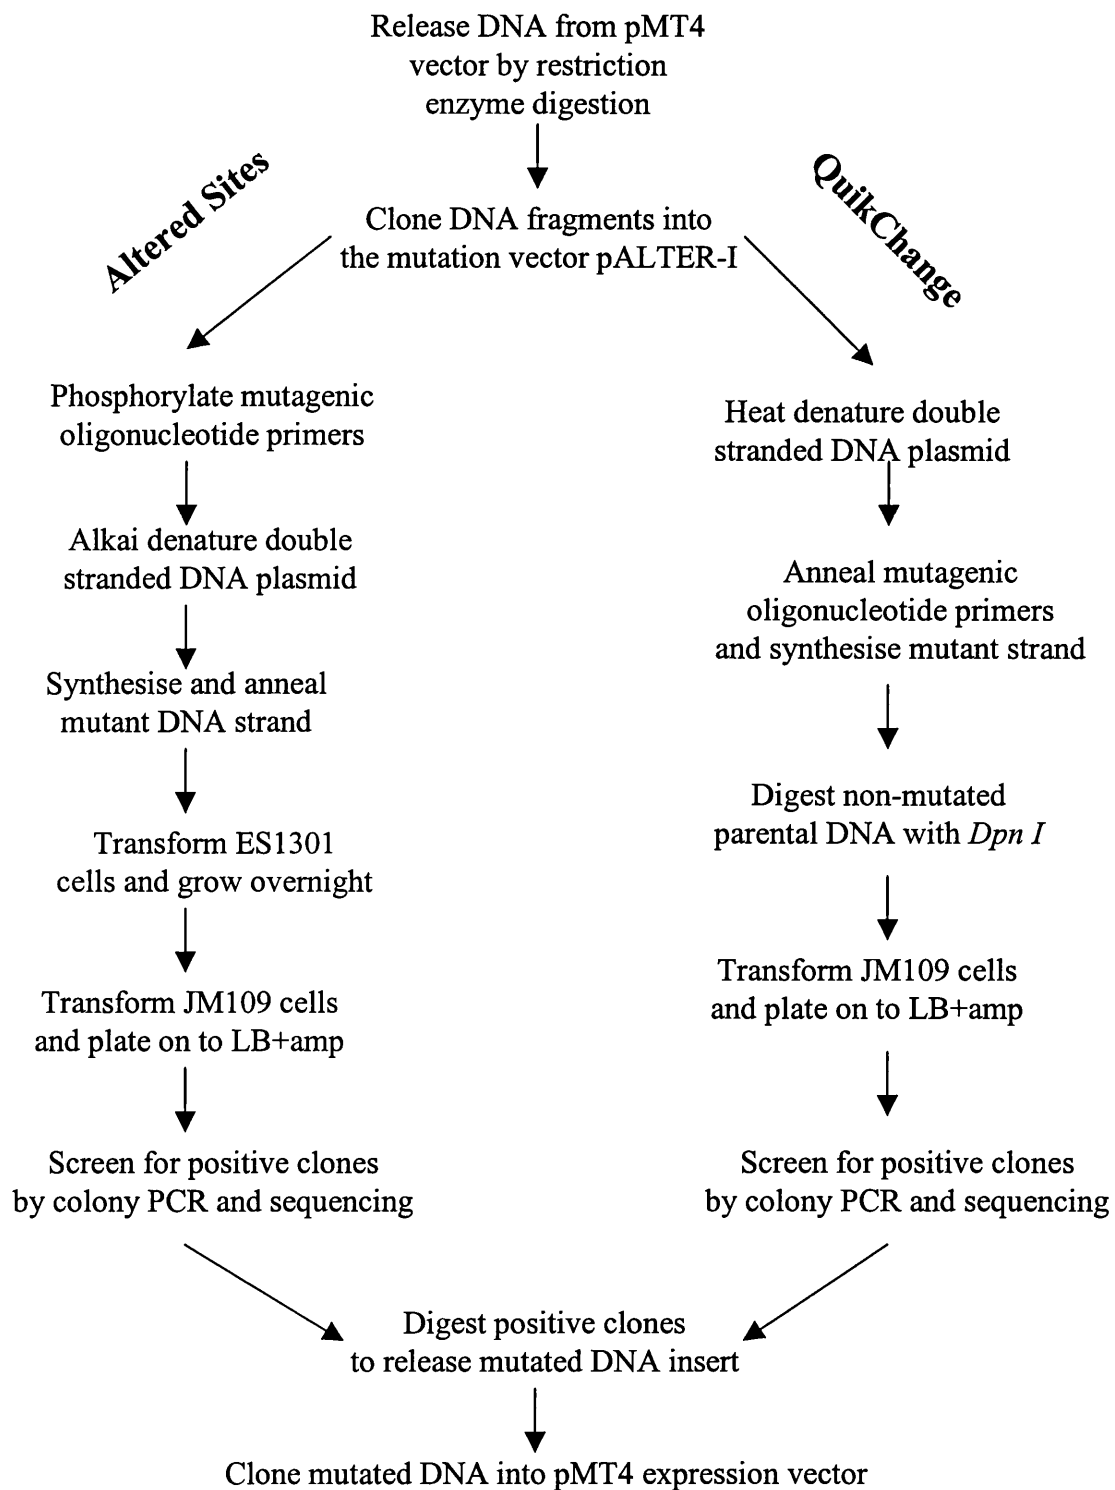 Release DNA from pMT4
vector by restriction
enzyme digestion
Altered Sites
QuikChange
Clone DNA fragments into
the mutation vector pALTER-I
Phosphorylate mutagenic
oligonucleotide primers
Alkai denature double
stranded DNA plasmid
Synthesise and anneal
mutant DNA strand
Transform ES1301
cells and grow overnight
Transform JM109 cells
and plate on to LB+amp
Screen for positive clones
by colony PCR and sequencing
Heat denature double
stranded DNA plasmid
Anneal mutagenic
oligonucleotide primers
and synthesise mutant strand
Digest non-mutated
parental DNA with Dpn I
Transform JM109 cells
and plate on to LB+amp
Screen for positive clones
by colony PCR and sequencing
Digest positive clones
to release mutated DNA insert
Clone mutated DNA into pMT4 expression vector